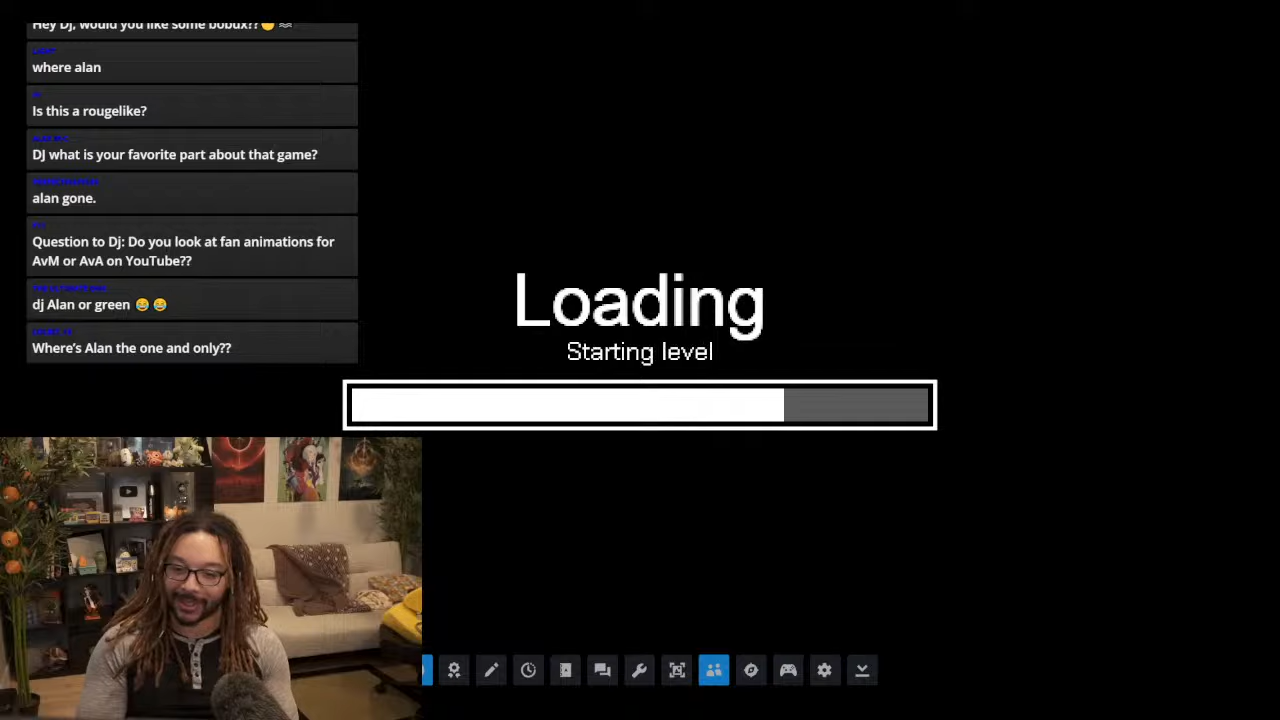 Hey DJ, would you like some bobux??
where alan
Is this a rougelike?
DJ what is your favorite part about that game?
alan gone.
Question to Dj: Do you look at fan animations for
AvM or AvA on YouTube??
dj Alan or green 😂 😂
Where's Alan the one and only??
Loading
Starting level